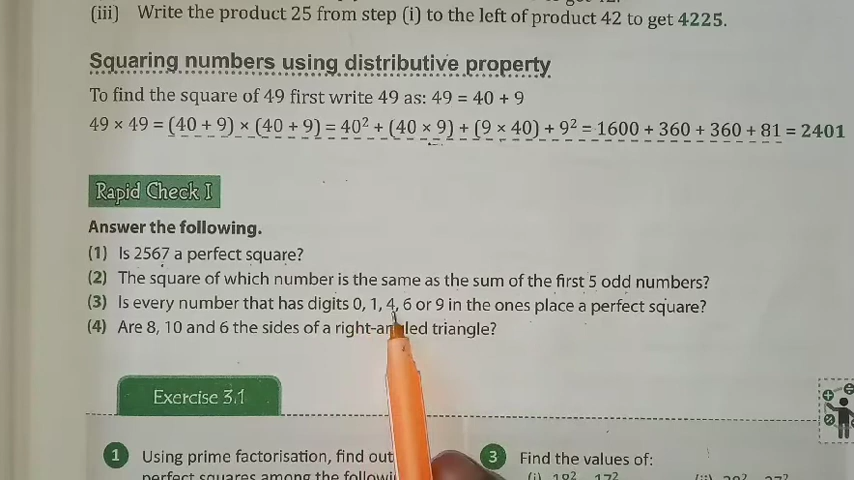 (iii) Write the product 25 from step (i) to the left of product 42 to get 4225.
Squaring numbers using distributive property
To find the square of 49 first write 49 as: 49 = 40 + 9
49 × 49 = (40 + 9) × (40 + 9) = 40² + (40 × 9) + (9 × 40) + 9² = 1600 + 360 + 360 + 81 = 2401
Rapid Check I
Answer the following.
(1) Is 2567 a perfect square?
(2) The square of which number is the same as the sum of the first 5 odd numbers?
(3) Is every number that has digits 0, 1, 4, 6 or 9 in the ones place a perfect square?
(4) Are 8, 10 and 6 the sides of a right-angled triangle?
Exercise 3.1
1 Using prime factorisation, find out
perfect squares among the
3 Find the values of:
(i) 18² 17²